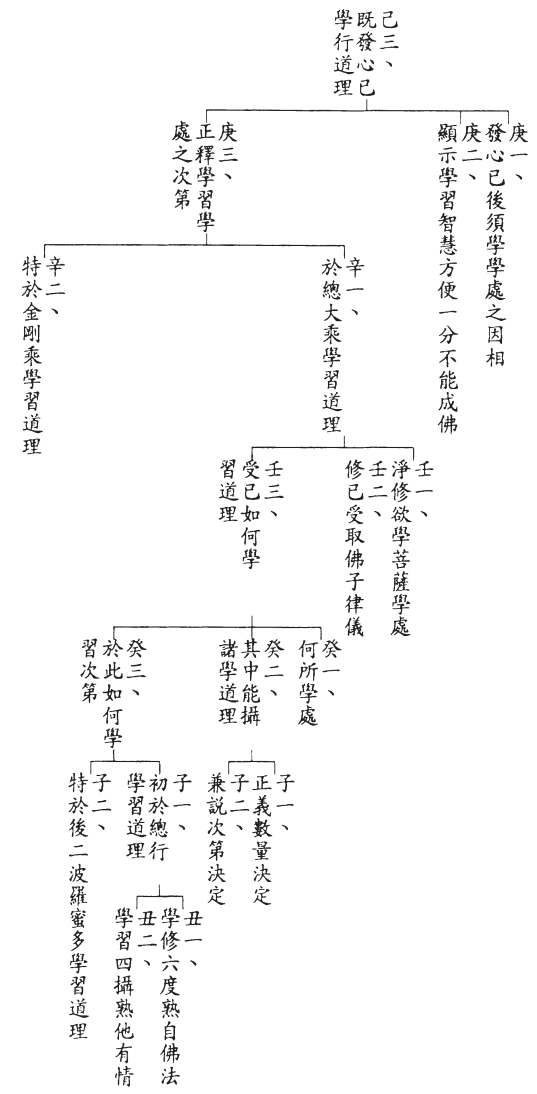 己三、
既發心已
學行道理
庚一、
發心已後須學學處之因相
庚二、
顯示學習智慧方便一分不能成佛
庚三、
正釋學習學
處之次第
辛一、
於總大乘學習道理
辛二、
特於金剛乘學習道理
壬一、
淨修欲學菩薩學處
壬二、
修已受取佛子律儀
壬三、
受已如何學
習道理
癸一、
何所學處
癸二、
其中能攝
諸學道理
癸三、
於此如何學
習次第
子一、
正義數量決定
子二、
兼説次第決定
子一、
初於總行
學習道理
子二、
特於後二波羅蜜多學習道理
丑一、
學修六度熟自佛法
丑二、
學習四攝熟他有情